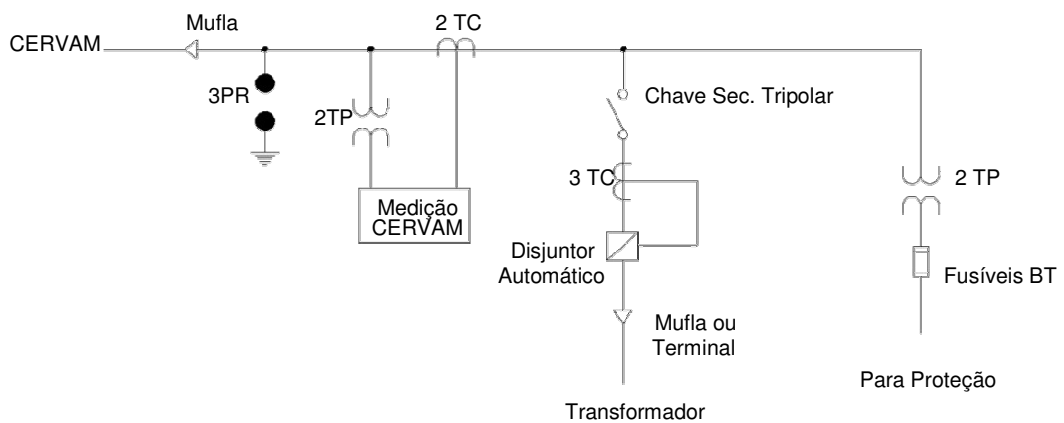 Mufla
2 TC
CERVAM
3PR
2TP
Chave Sec. Tripolar
3 TC
2 TP
Medição
CERVAM
Disjuntor
Automático
Fusíveis BT
Mufla ou
Terminal
Para Proteção
Transformador